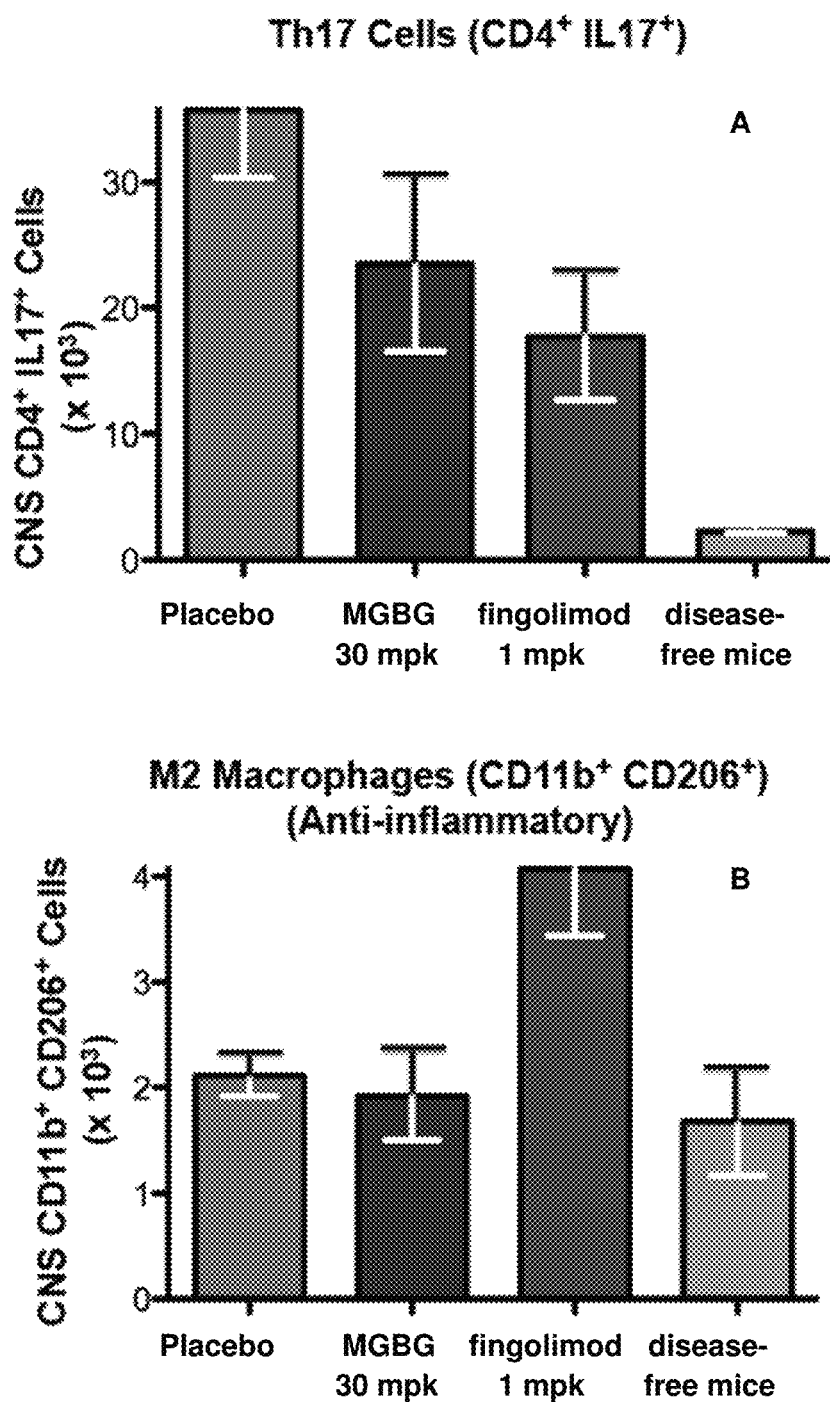 Th17 Cells (CD4⁺ IL17⁺)
A
CNS CD4⁺ IL17⁺ Cells
(x 10³)
30
20
10
0
Placebo MGBG fingolimod disease-
30 mpk 1 mpk free mice
M2 Macrophages (CD11b⁺ CD206⁺)
(Anti-inflammatory)
B
CNS CD11b⁺ CD206⁺ Cells
(x 10³)
4
3
2
1
0
Placebo MGBG fingolimod disease-
30 mpk 1 mpk free mice